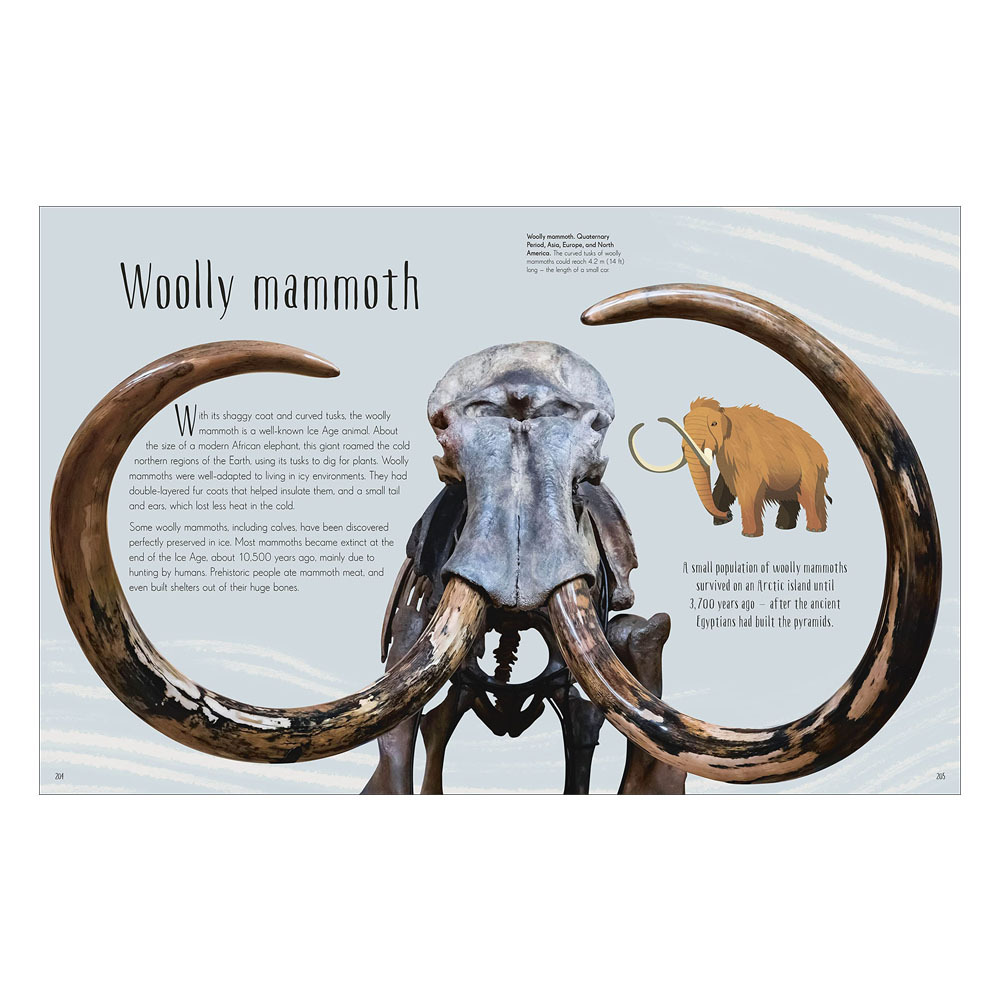 Woolly mammoth
Woolly mammoth. Quaternary
Period, Asia, Europe, and North
America. The curved tusks of woolly
mammoths could reach 4.2 m (14 ft)
long – the length of a small car.
With its shaggy coat and curved tusks, the woolly
mammoth is a well-known Ice Age animal. About
the size of a modern African elephant, this giant roamed the cold
northern regions of the Earth, using its tusks to dig for plants. Woolly
mammoths were well-adapted to living in icy environments. They had
double-layered fur coats that helped insulate them, and a small tail
and ears, which lost less heat in the cold.
Some woolly mammoths, including calves, have been discovered
perfectly preserved in ice. Most mammoths became extinct at the
end of the Ice Age, about 10,500 years ago, mainly due to
hunting by humans. Prehistoric people ate mammoth meat, and
even built shelters out of their huge bones.
A small population of woolly mammoths
survived on an Arctic island until
3,700 years ago – after the ancient
Egyptians had built the pyramids.
204
205